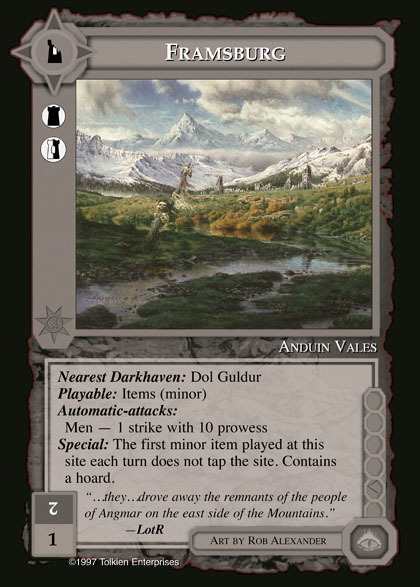 FRAMSBURG
ANDUIN VALES
Nearest Darkhaven: Dol Guldur
Playable: Items (minor)
Automatic-attacks:
Men — 1 strike with 10 prowess
Special: The first minor item played at this
site each turn does not tap the site. Contains
a hoard.
“…they…drove away the remnants of the people
of Angmar on the east side of the Mountains.”
—LotR
2
1
ART BY ROB ALEXANDER
©1997 Tolkien Enterprises